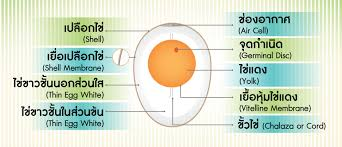 เปลือกไข่
(Shell)
เยื่อเปลือกไข่
(Shell Membrane)
ไข่ขาวชั้นนอกส่วนใส
(Thin Egg White)
ไข่ขาวชั้นในส่วนข้น
(Thin Egg White)
ช่องอากาศ
(Air Cell)
จุดกำเนิด
(Germinal Disc)
ไข่แดง
(Yolk)
เยื่อหุ้มไข่แดง
(Vitelline Membrane)
ขั้วไข่ (Chalaza or Cord)